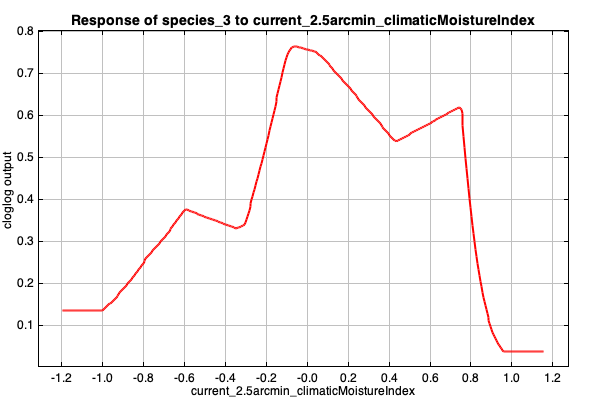 Response of species_3 to current_2.5arcmin_climaticMoistureIndex
0.8
0.7
0.6
0.5
0.4
0.3
0.2
0.1
cloglog output
-1.2 -1.0 -0.8 -0.6 -0.4 -0.2 -0.0 0.2 0.4 0.6 0.8 1.0 1.2
current_2.5arcmin_climaticMoistureIndex